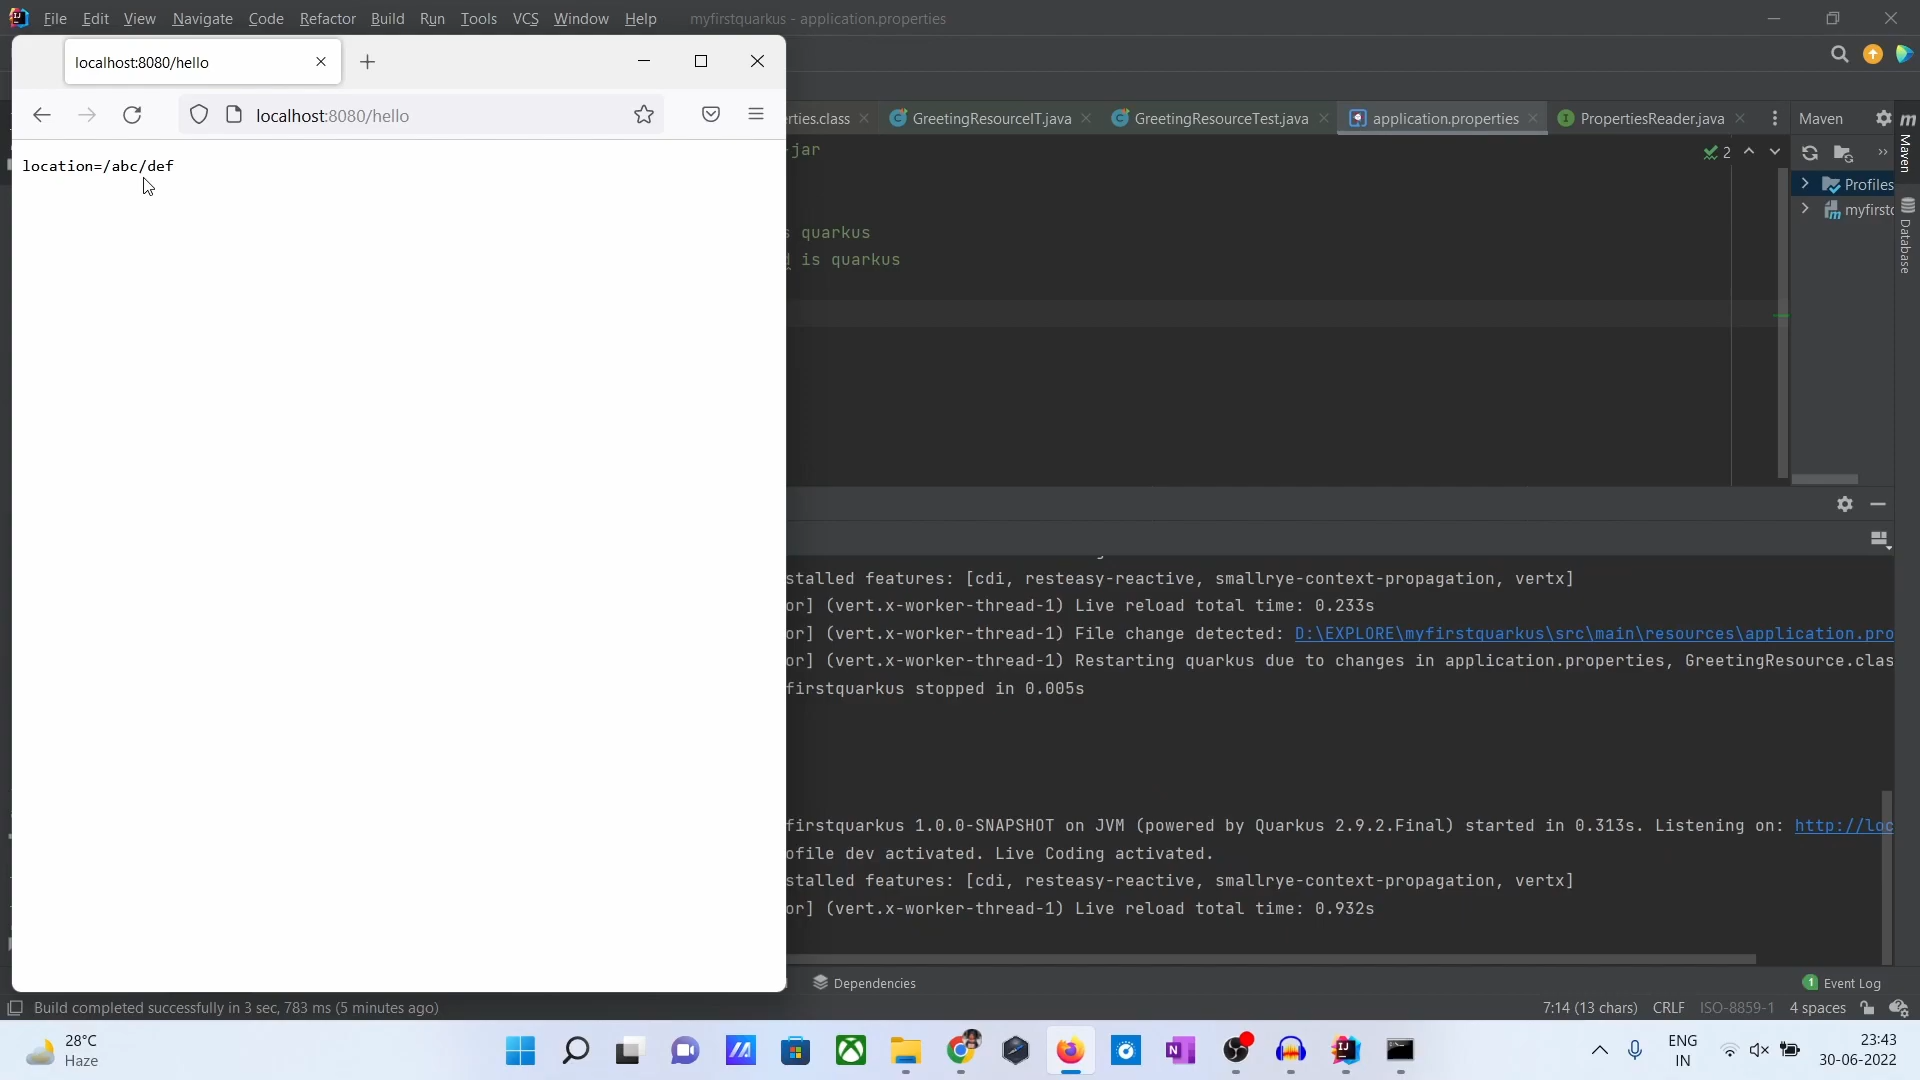 File Edit View Navigate Code Refactor Build Run Tools VCS Window Help myfirstquarkus - application.properties
localhost:8080/hello
localhost:8080/hello
location=/abc/def
rties.class GreetingResourceIT.java GreetingResourceTest.java application.properties PropertiesReader.java Maven
-jar
2
Profiles
myfirstq
Maven
Database
s quarkus
d is quarkus
stalled features: [cdi, resteasy-reactive, smallrye-context-propagation, vertx]
or] (vert.x-worker-thread-1) Live reload total time: 0.233s
or] (vert.x-worker-thread-1) File change detected: D:\EXPLORE\myfirstquarkus\src\main\resources\application.pro
or] (vert.x-worker-thread-1) Restarting quarkus due to changes in application.properties, GreetingResource.clas
firstquarkus stopped in 0.005s
firstquarkus 1.0.0-SNAPSHOT on JVM (powered by Quarkus 2.9.2.Final) started in 0.313s. Listening on: http://loc
ofile dev activated. Live Coding activated.
stalled features: [cdi, resteasy-reactive, smallrye-context-propagation, vertx]
or] (vert.x-worker-thread-1) Live reload total time: 0.932s
Dependencies
1 Event Log
Build completed successfully in 3 sec, 783 ms (5 minutes ago)
7:14 (13 chars) CRLF ISO-8859-1 4 spaces
28°C
Haze
ENG
IN
23:43
30-06-2022